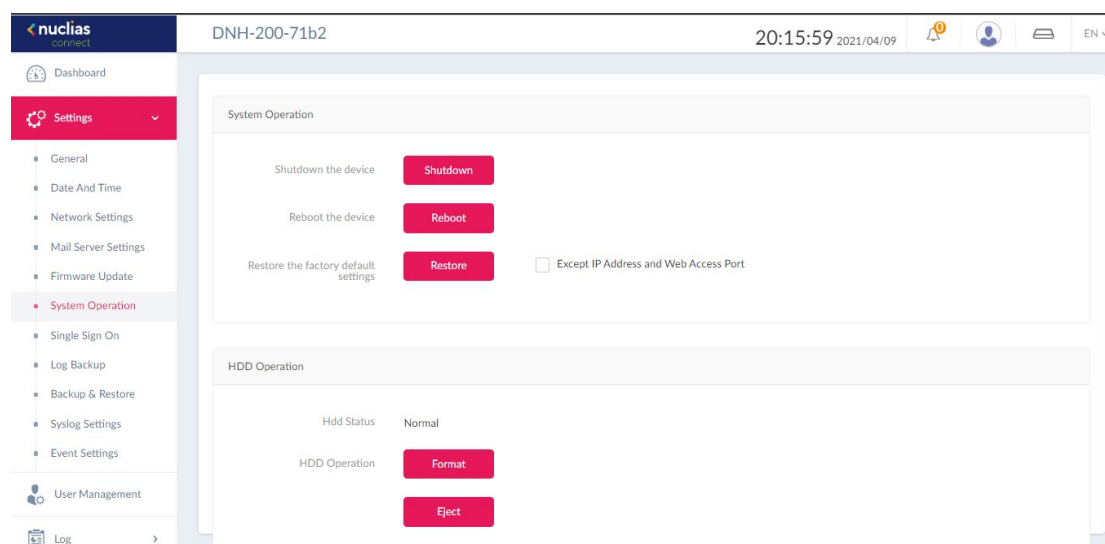 nuclias
connect
DNH-200-71b2
20:15:59 2021/04/09
0
EN
Dashboard
Settings
General
Date And Time
Network Settings
Mail Server Settings
Firmware Update
System Operation
Single Sign On
Log Backup
Backup & Restore
Syslog Settings
Event Settings
User Management
Log
System Operation
Shutdown the device
Shutdown
Reboot the device
Reboot
Restore the factory default
settings
Restore
Except IP Address and Web Access Port
HDD Operation
Hdd Status
Normal
HDD Operation
Format
Eject